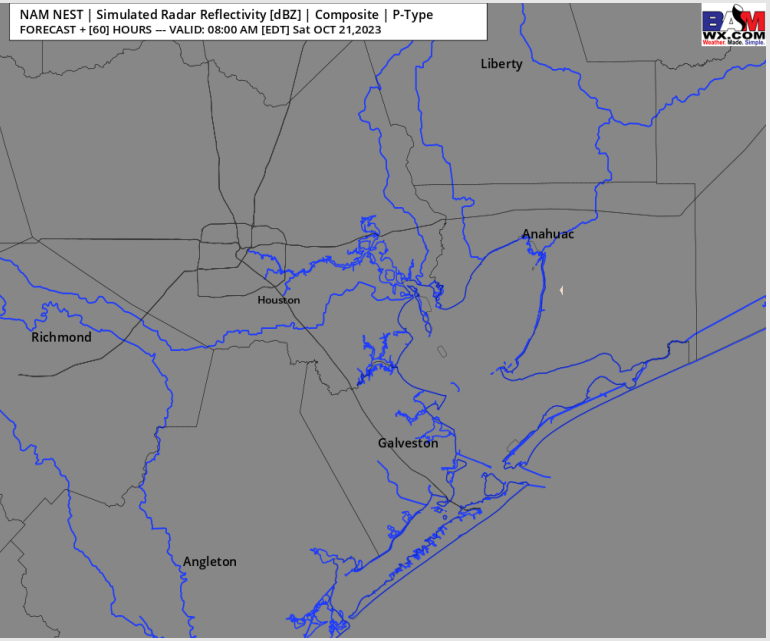 NAM NEST | Simulated Radar Reflectivity [dBZ] | Composite | P-Type
FORECAST + [60] HOURS --- VALID: 08:00 AM [EDT] Sat OCT 21,2023
BAM
WX.COM
Weather. Made. Simple.
Liberty
Anahuac
Houston
Richmond
Galveston
Angleton